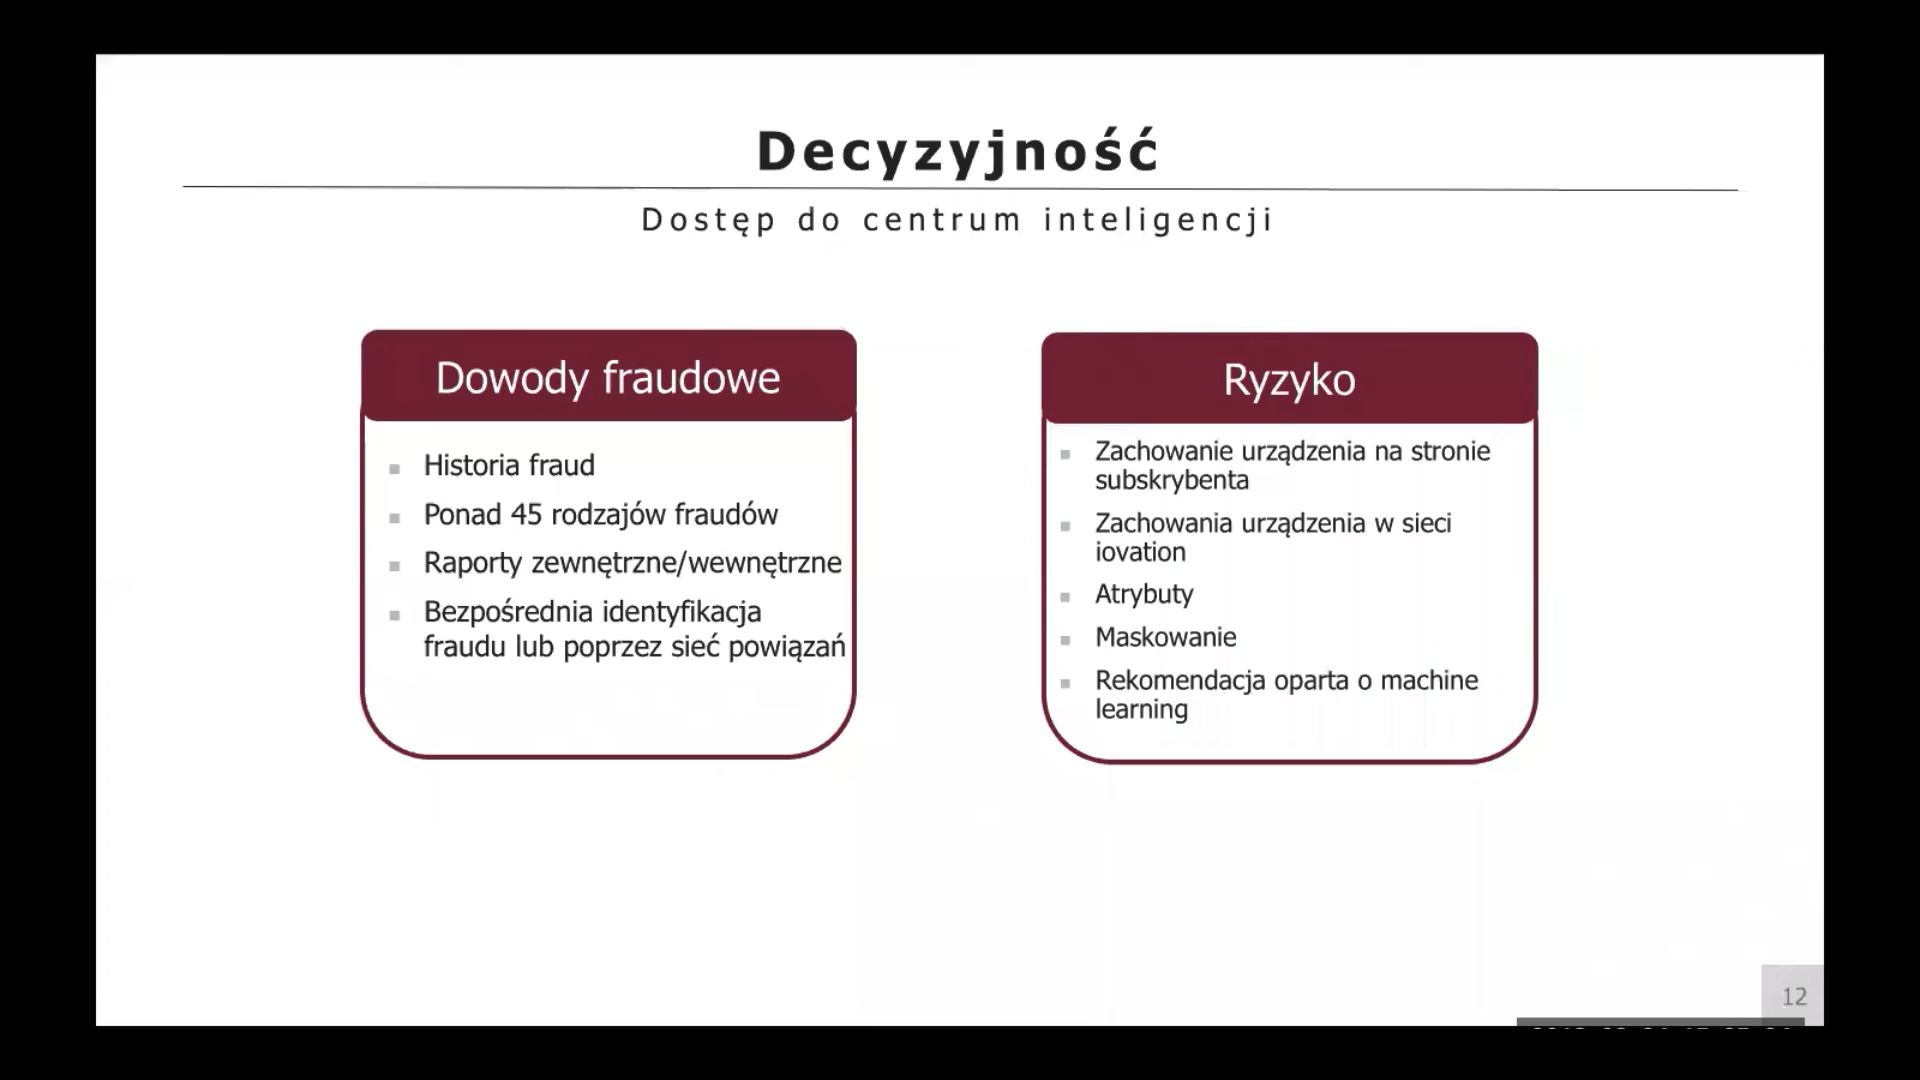 Decyzyjność
Dostęp do centrum inteligencji
Dowody fraudowe
Historia fraud
Ponad 45 rodzajów fraudów
Raporty zewnętrzne/wewnętrzne
Bezpośrednia identyfikacja
fraudu lub poprzez sieć powiązań
Ryzyko
Zachowanie urządzenia na stronie
subskrybenta
Zachowania urządzenia w sieci
iovation
Atrybuty
Maskowanie
Rekomendacja oparta o machine
learning
12